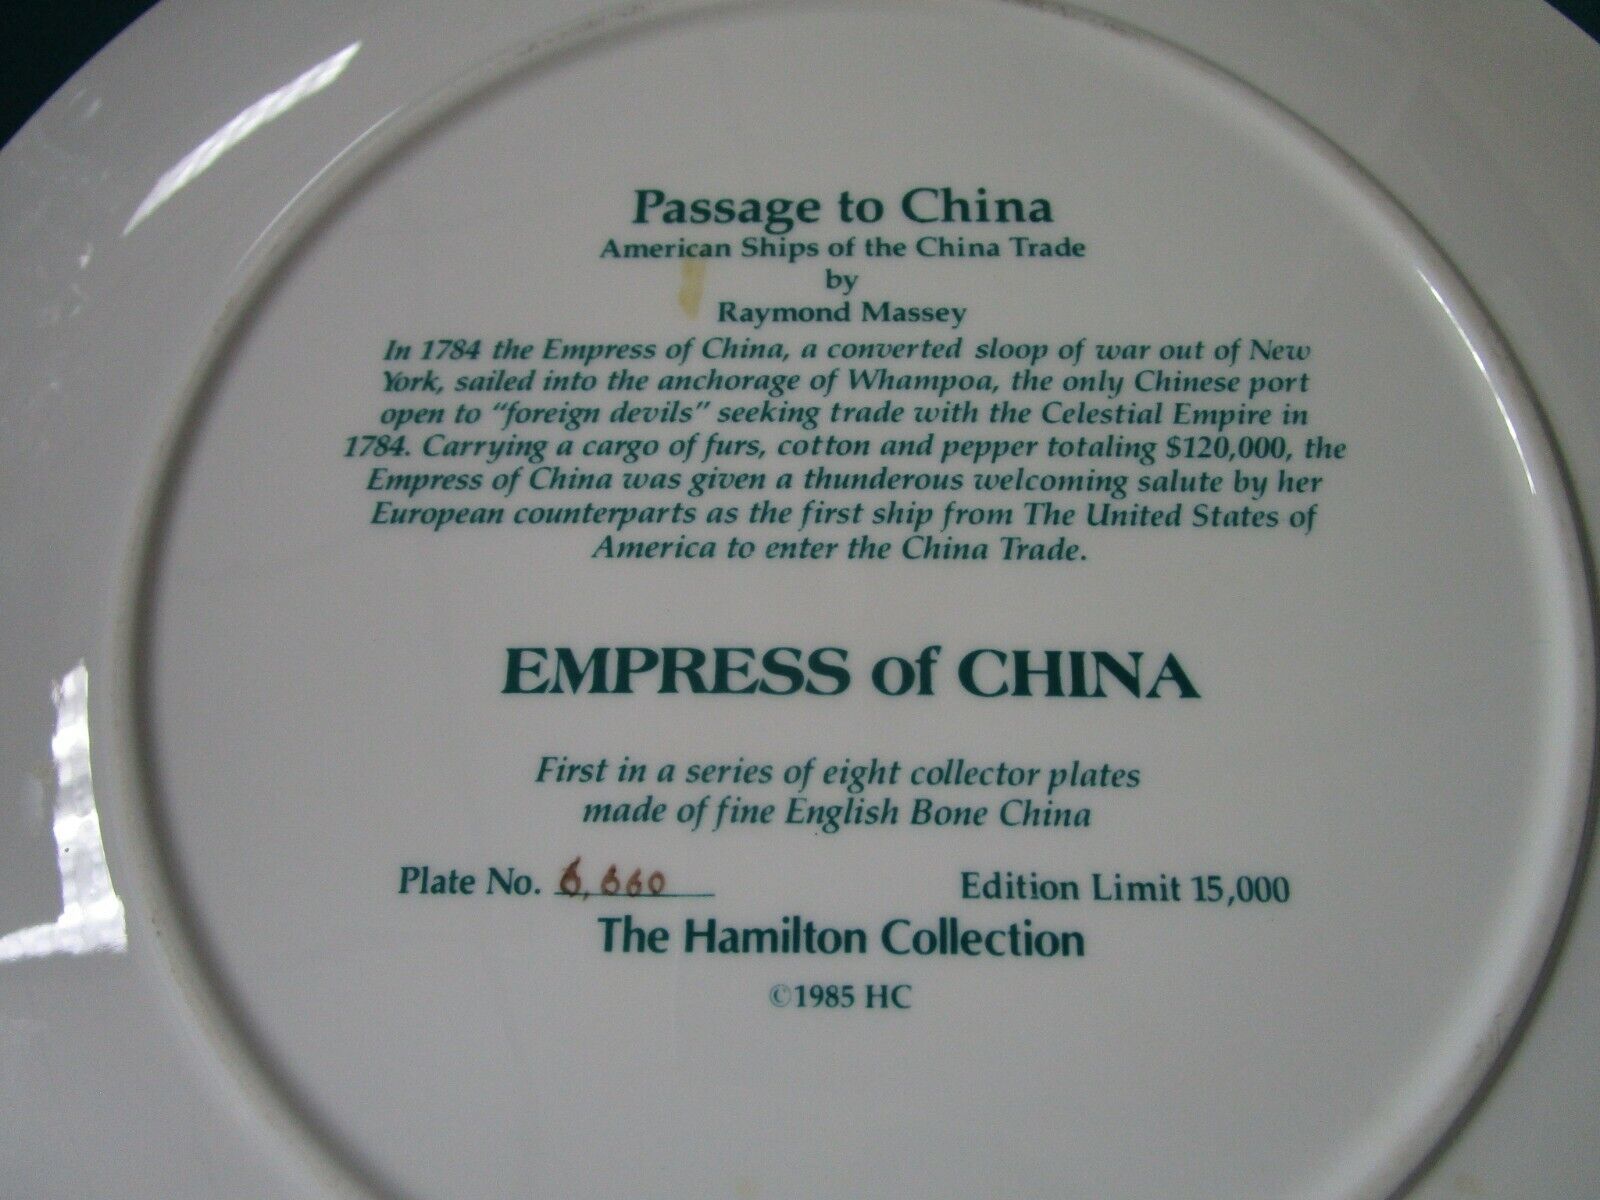 Passage to China
American Ships of the China Trade
by
Raymond Massey
In 1784 the Empress of China, a converted sloop of war out of New
York, sailed into the anchorage of Whampoa, the only Chinese port
open to “foreign devils” seeking trade with the Celestial Empire in
1784. Carrying a cargo of furs, cotton and pepper totaling $120,000, the
Empress of China was given a thunderous welcoming salute by her
European counterparts as the first ship from The United States of
America to enter the China Trade.
EMPRESS of CHINA
First in a series of eight collector plates
made of fine English Bone China
Plate No. 6,660 Edition Limit 15,000
The Hamilton Collection
©1985 HC